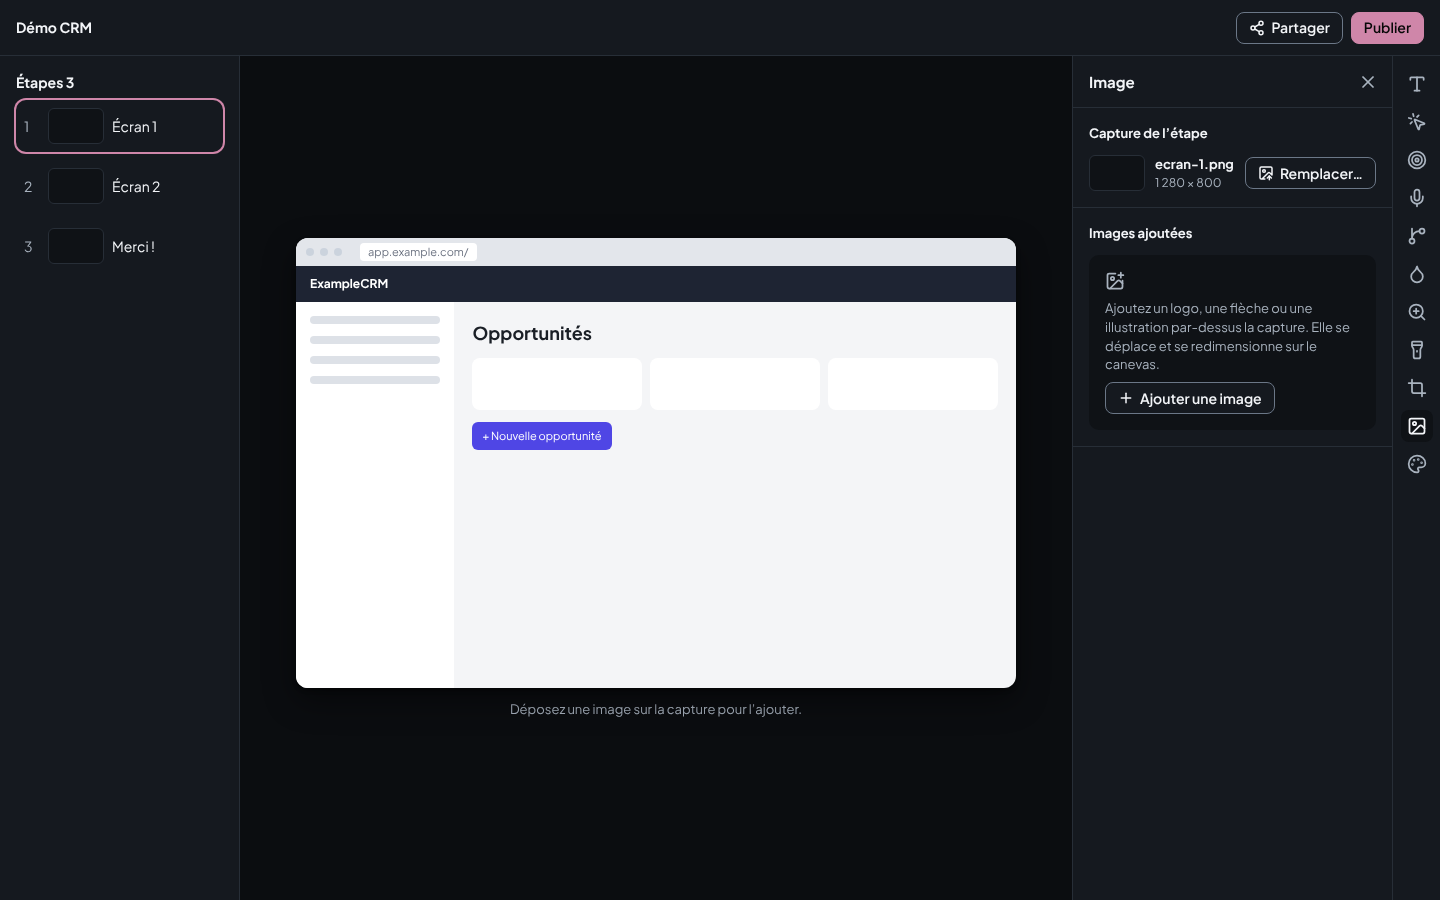 Démo CRM
Partager
Publier
Étapes 3
1
Écran 1
2
Écran 2
3
Merci !
app.example.com/
ExampleCRM
Opportunités
+ Nouvelle opportunité
Déposez une image sur la capture pour l’ajouter.
Image
Capture de l’étape
ecran-1.png
1 280 × 800
Remplacer…
Images ajoutées
Ajoutez un logo, une flèche ou une
illustration par-dessus la capture. Elle se
déplace et se redimensionne sur le
canevas.
Ajouter une image